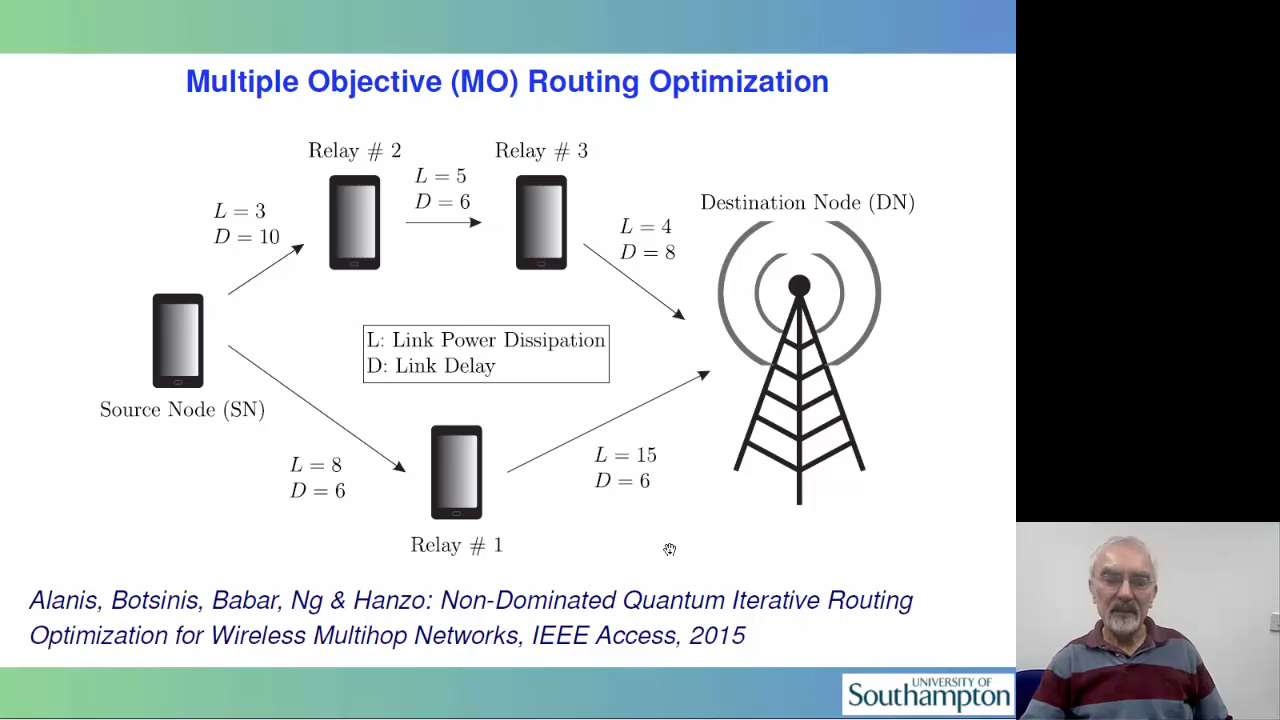 Multiple Objective (MO) Routing Optimization
Relay # 2
Relay # 3
L = 5
D = 6
L = 3
D = 10
Destination Node (DN)
L = 4
D = 8
L: Link Power Dissipation
D: Link Delay
Source Node (SN)
L = 8
D = 6
L = 15
D = 6
Relay # 1
Alanis, Botsinis, Babar, Ng & Hanzo: Non-Dominated Quantum Iterative Routing
Optimization for Wireless Multihop Networks, IEEE Access, 2015
UNIVERSITY OF
Southampton